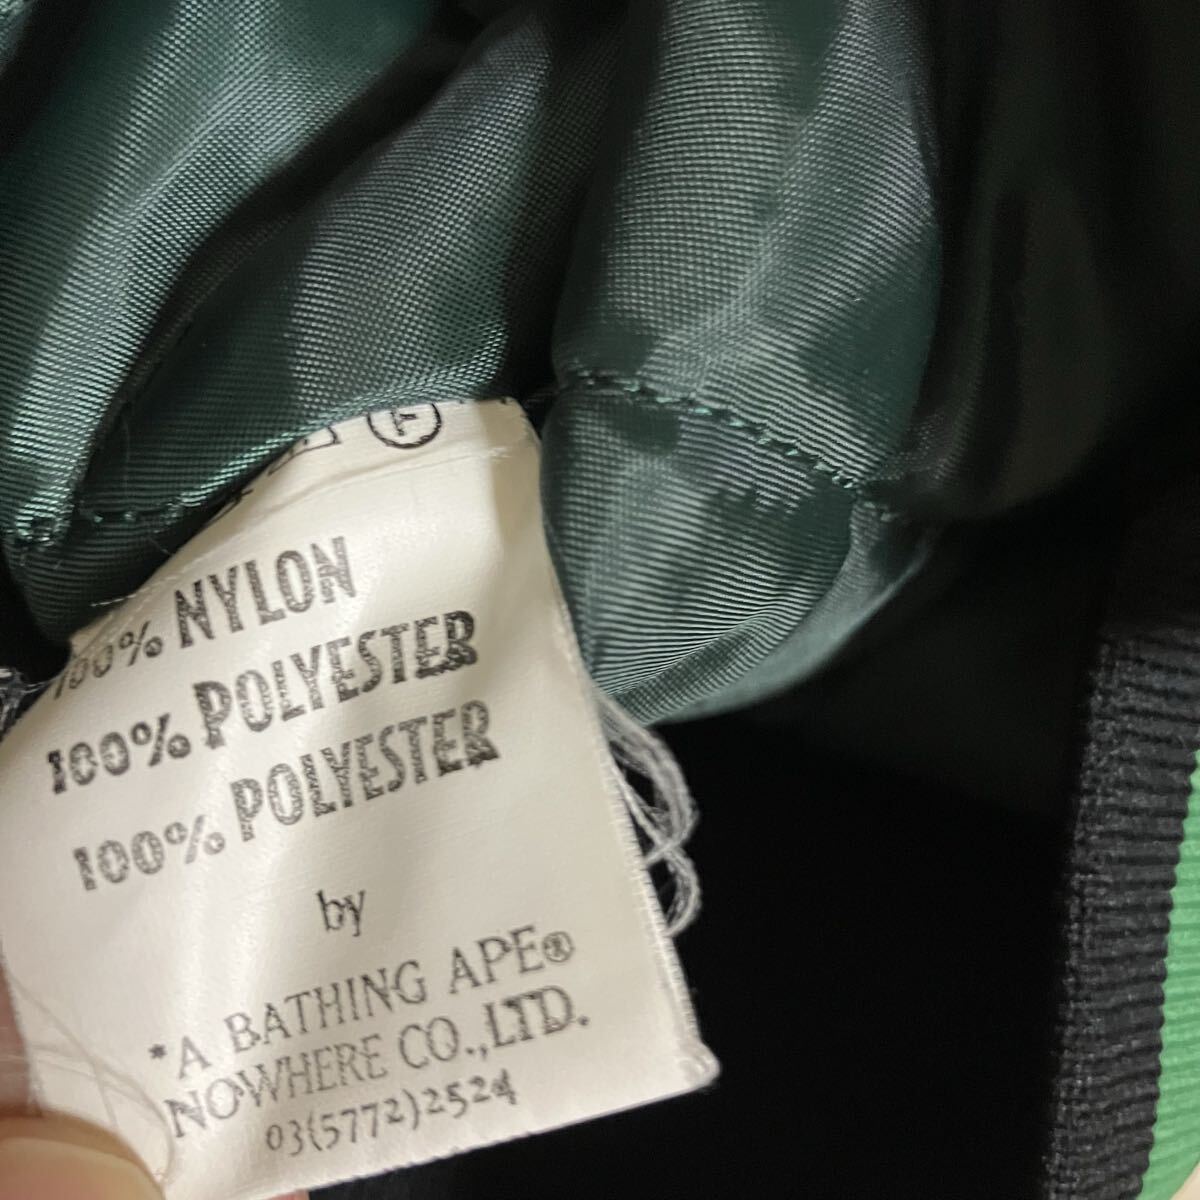 100% NYLON
100% POLYESTER
100% POLYESTER
by
*A BATHING APE®
NOWHERE CO.,LTD.
03(5772)2524